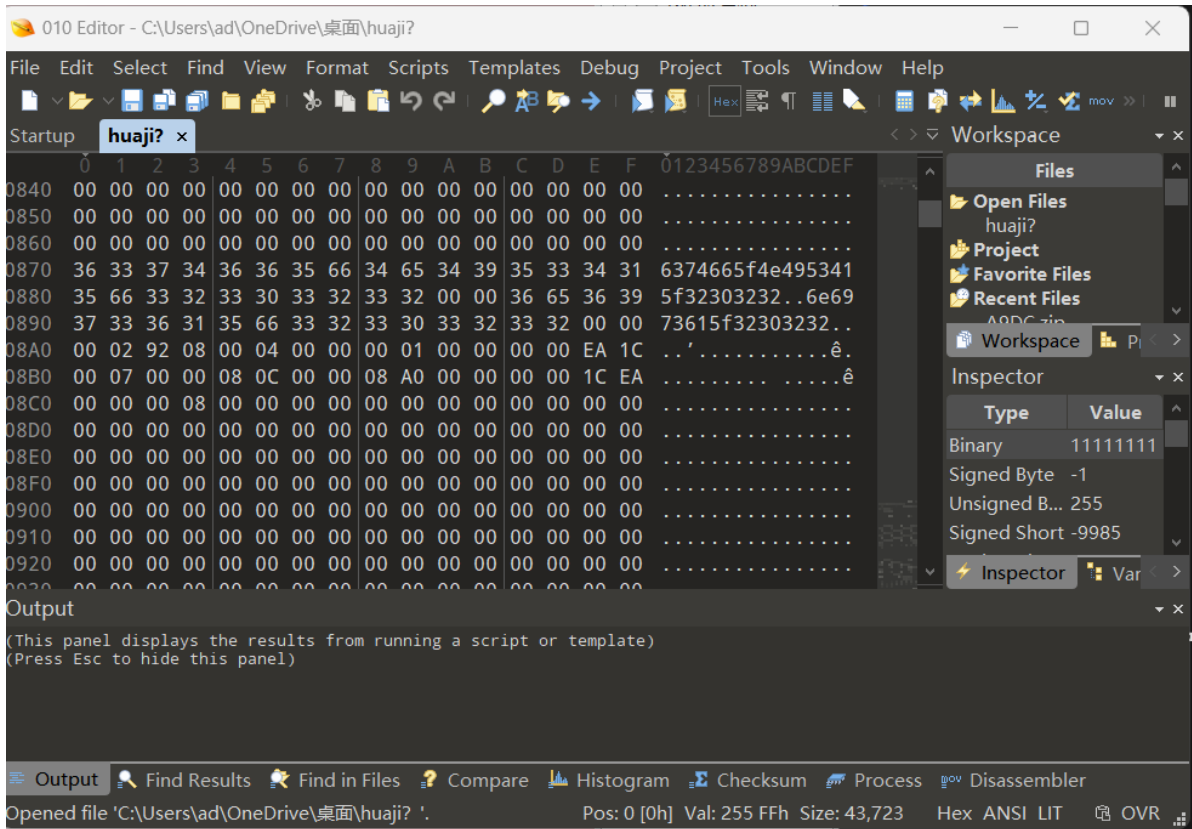 010 Editor - C:\Users\ad\OneDrive\桌面\huaji?
File Edit Select Find View Format Scripts Templates Debug Project Tools Window Help
Hex mov »
Startup huaji? × < > Workspace
0 1 2 3 4 5 6 7 8 9 A B C D E F 0123456789ABCDEF
Files
0840 00 00 00 00 00 00 00 00 00 00 00 00 00 00 00 00 ................
Open Files
0850 00 00 00 00 00 00 00 00 00 00 00 00 00 00 00 00 ................
huaji?
0860 00 00 00 00 00 00 00 00 00 00 00 00 00 00 00 00 ................
Project
0870 36 33 37 34 36 36 35 66 34 65 34 39 35 33 34 31 6374665f4e495341
Favorite Files
0880 35 66 33 32 33 30 33 32 33 32 00 00 36 65 36 39 5f32303232..6e69
Recent Files
0890 37 33 36 31 35 66 33 32 33 30 33 32 33 32 00 00 73615f32303232..
A9DC.zip
08A0 00 02 92 08 00 04 00 00 00 01 00 00 00 00 EA 1C ..’...........ê.
Workspace < >
08B0 00 07 00 00 08 0C 00 00 08 A0 00 00 00 00 1C EA ......... .....ê
Inspector
08C0 00 00 00 08 00 00 00 00 00 00 00 00 00 00 00 00 ................
Type Value
08D0 00 00 00 00 00 00 00 00 00 00 00 00 00 00 00 00 ................
08E0 00 00 00 00 00 00 00 00 00 00 00 00 00 00 00 00 ................
Binary 11111111
08F0 00 00 00 00 00 00 00 00 00 00 00 00 00 00 00 00 ................
Signed Byte -1
0900 00 00 00 00 00 00 00 00 00 00 00 00 00 00 00 00 ................
Unsigned B... 255
0910 00 00 00 00 00 00 00 00 00 00 00 00 00 00 00 00 ................
Signed Short -9985
0920 00 00 00 00 00 00 00 00 00 00 00 00 00 00 00 00 ................
Inspector Var < >
Output
(This panel displays the results from running a script or template)
(Press Esc to hide this panel)
Output Find Results Find in Files Compare Histogram Checksum Process Disassembler
Opened file 'C:\Users\ad\OneDrive\桌面\huaji? '. Pos: 0 [0h] Val: 255 FFh Size: 43,723 Hex ANSI LIT OVR